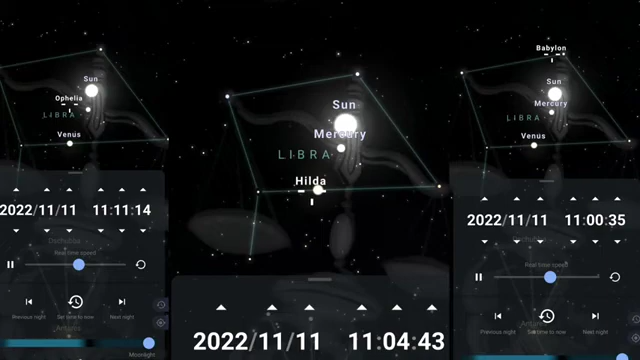 Sun
Ophelia
LIBRA
Venus
2022/11/11 11:11:14
Real time speed
Previous night
Set time to now
Next night
Antares
Moonlight
Sun
Mercury
LIBRA
Hilda
2022/11/11 11:04:43
Babylon
Sun
Mercury
LIBRA
Venus
2022/11/11 11:00:35
Real time speed
Previous night
Set time to now
Next night
Antares